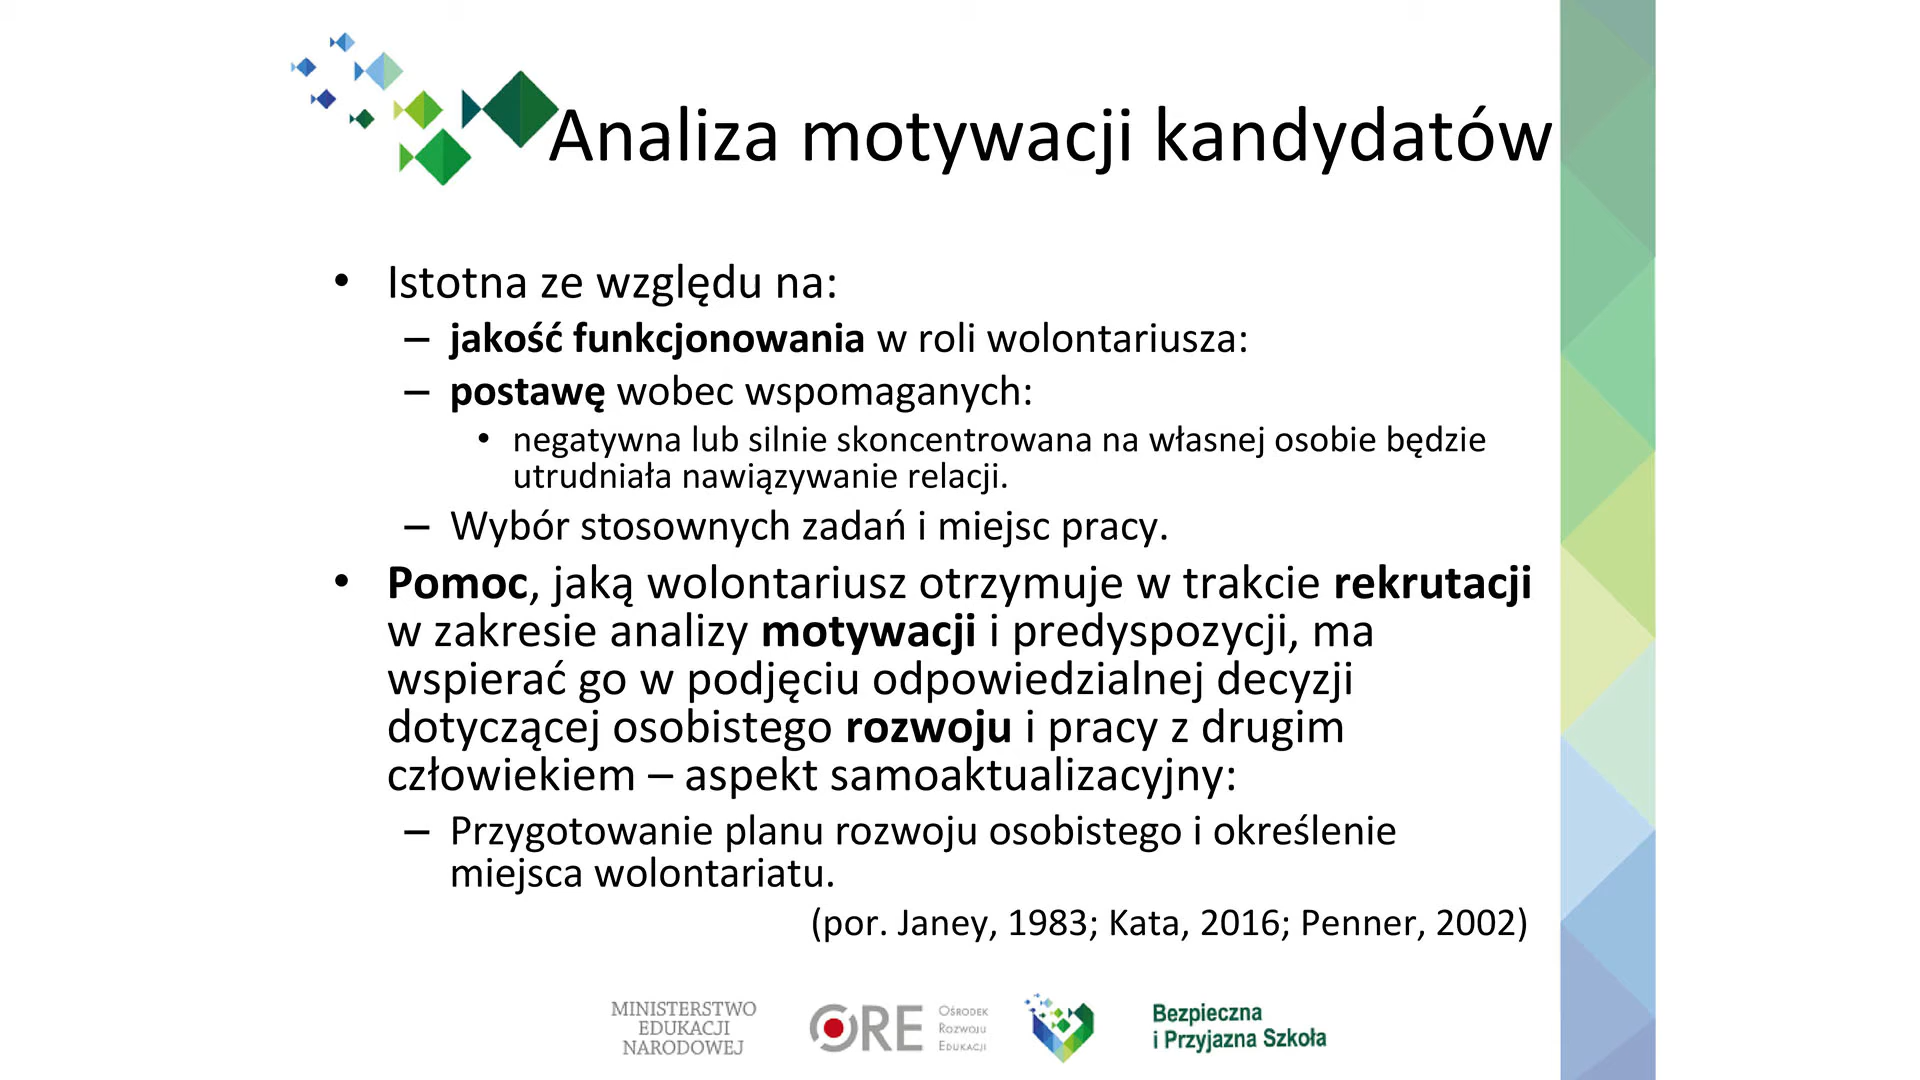 Analiza motywacji kandydatów
• Istotna ze względu na:
– jakość funkcjonowania w roli wolontariusza:
– postawę wobec wspomaganych:
• negatywna lub silnie skoncentrowana na własnej osobie będzie
utrudniała nawiązywanie relacji.
– Wybór stosownych zadań i miejsc pracy.
• Pomoc, jaką wolontariusz otrzymuje w trakcie rekrutacji
w zakresie analizy motywacji i predyspozycji, ma
wspierać go w podjęciu odpowiedzialnej decyzji
dotyczącej osobistego rozwoju i pracy z drugim
człowiekiem – aspekt samoaktualizacyjny:
– Przygotowanie planu rozwoju osobistego i określenie
miejsca wolontariatu.
(por. Janey, 1983; Kata, 2016; Penner, 2002)
MINISTERSTWO
EDUKACJI
NARODOWEJ
ORE
Ośrodek
Rozwoju
Edukacji
Bezpieczna
i Przyjazna Szkoła